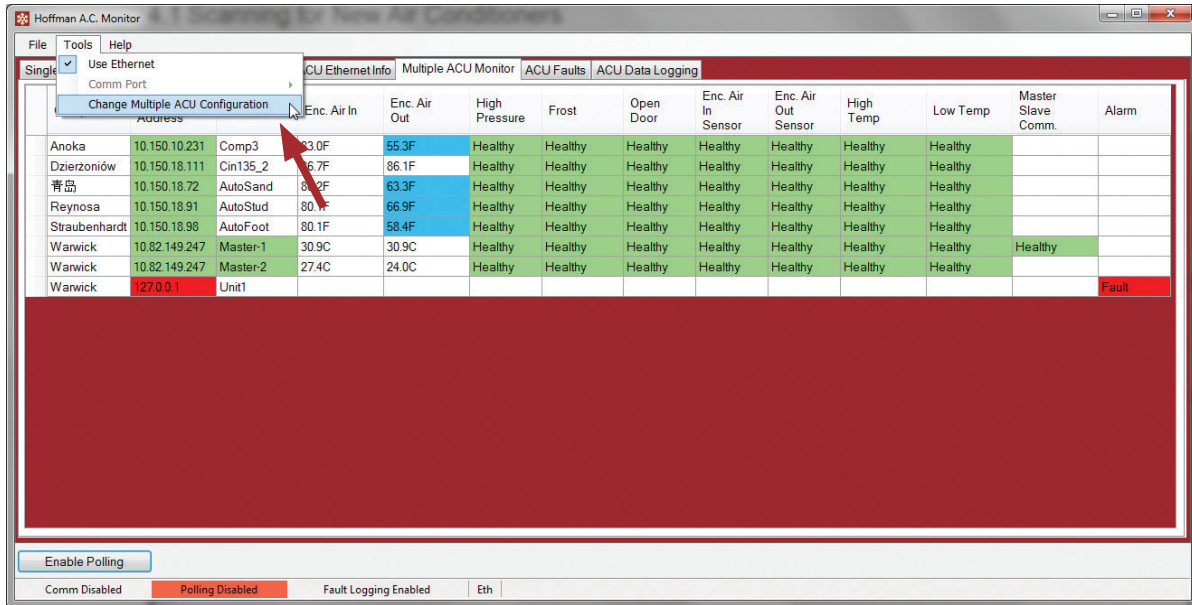 Hoffman A.C. Monitor
4.1 Scanning for New Air Conditioners
File Tools Help
Use Ethernet
Comm Port
Change Multiple ACU Configuration
Single CU Ethernet Info Multiple ACU Monitor ACU Faults ACU Data Logging
Address Enc. Air In Enc. Air Out High Pressure Frost Open Door Enc. Air In Sensor Enc. Air Out Sensor High Temp Low Temp Master Slave Comm. Alarm
Anoka 10.150.10.231 Comp3 55.3F Healthy Healthy Healthy Healthy Healthy Healthy Healthy
Dzierżoniów 10.150.18.111 Cin135_2 86.1F Healthy Healthy Healthy Healthy Healthy Healthy Healthy
青岛 10.150.18.72 AutoSand 63.3F Healthy Healthy Healthy Healthy Healthy Healthy Healthy
Reynosa 10.150.18.91 AutoStud 66.9F Healthy Healthy Healthy Healthy Healthy Healthy Healthy
Straubenhardt 10.150.18.98 AutoFoot 80.1F 58.4F Healthy Healthy Healthy Healthy Healthy Healthy Healthy
Warwick 10.82.149.247 Master-1 30.9C 30.9C Healthy Healthy Healthy Healthy Healthy Healthy Healthy Healthy
Warwick 10.82.149.247 Master-2 27.4C 24.0C Healthy Healthy Healthy Healthy Healthy Healthy Healthy
Warwick 127.0.0.1 Unit1 Fault
Enable Polling
Comm Disabled Polling Disabled Fault Logging Enabled Eth